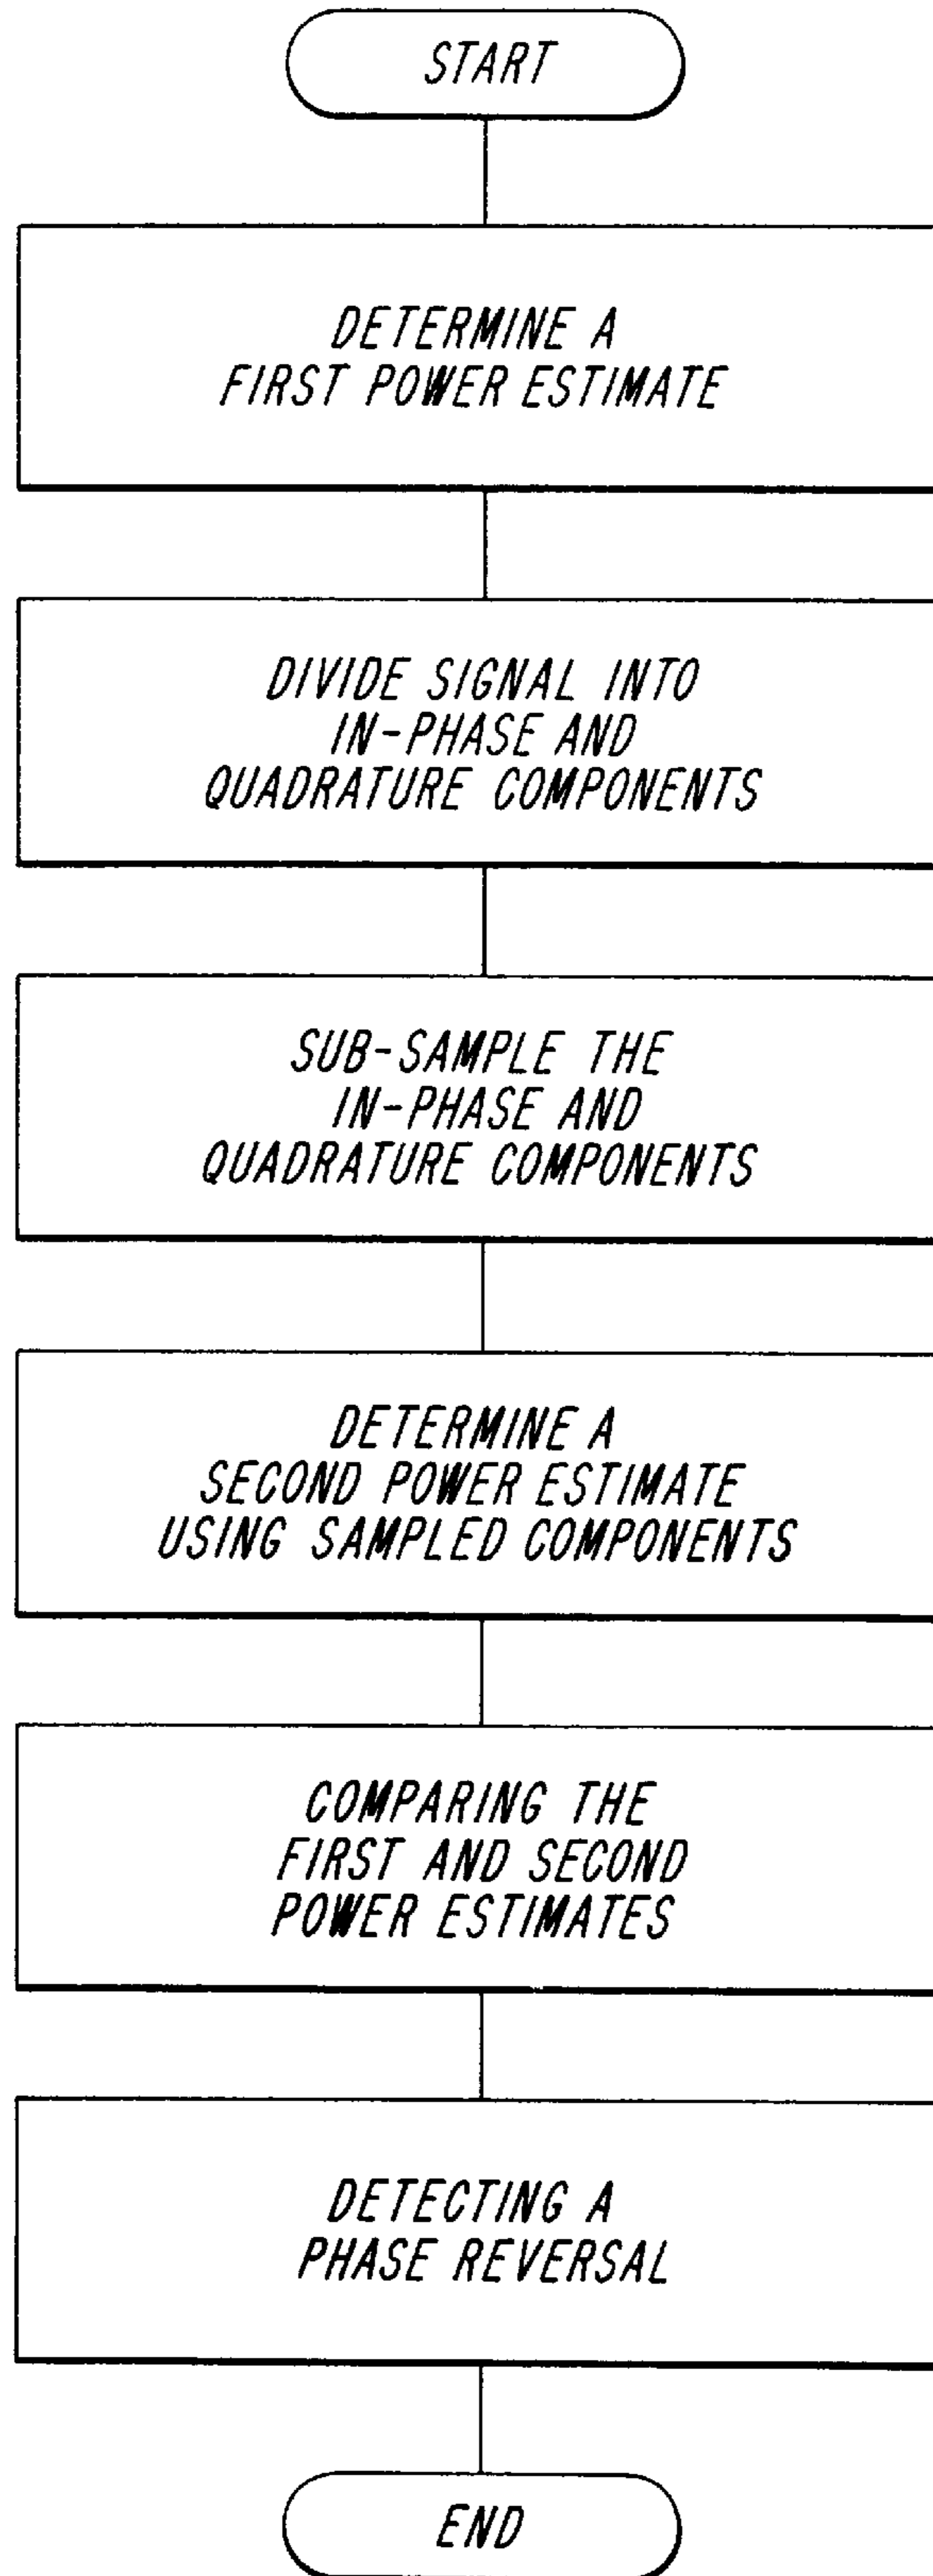 START
DETERMINE A
FIRST POWER ESTIMATE
DIVIDE SIGNAL INTO
IN-PHASE AND
QUADRATURE COMPONENTS
SUB-SAMPLE THE
IN-PHASE AND
QUADRATURE COMPONENTS
DETERMINE A
SECOND POWER ESTIMATE
USING SAMPLED COMPONENTS
COMPARING THE
FIRST AND SECOND
POWER ESTIMATES
DETECTING A
PHASE REVERSAL
END